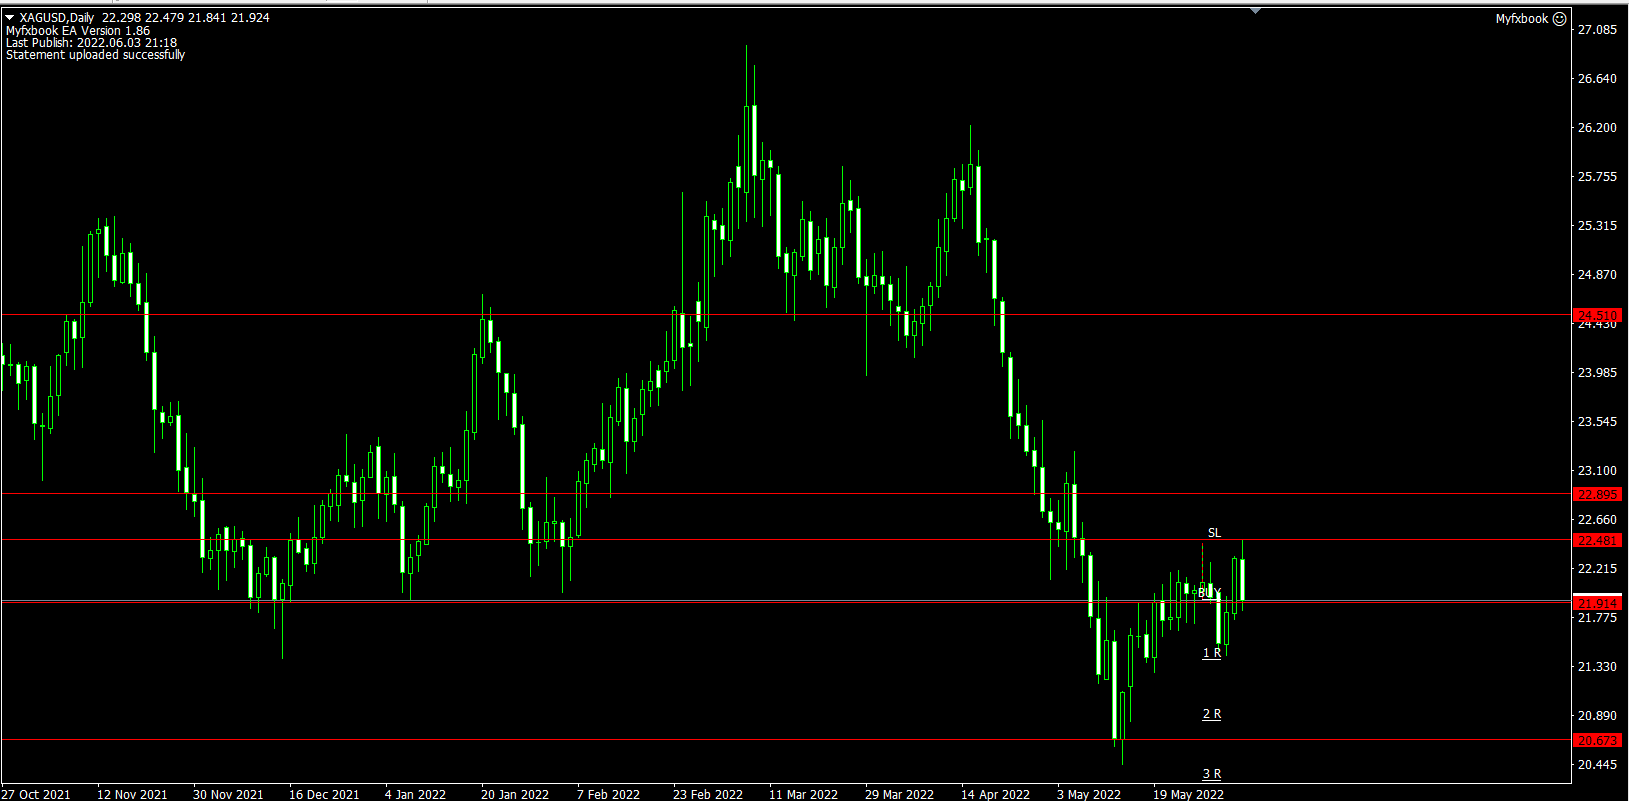 XAGUSD,Daily 22.298 22.479 21.841 21.924
Myfxbook EA Version 1.86
Last Publish: 2022.06.03 21:18
Statement uploaded successfully
Myfxbook
27.085
26.640
26.200
25.755
25.315
24.870
24.510
24.430
23.985
23.545
23.100
22.895
22.660
SL
22.481
22.215
BUY
21.914
21.775
1 R
21.330
2 R
20.890
20.673
20.445
3 R
27 Oct 2021 12 Nov 2021 30 Nov 2021 16 Dec 2021 4 Jan 2022 20 Jan 2022 7 Feb 2022 23 Feb 2022 11 Mar 2022 29 Mar 2022 14 Apr 2022 3 May 2022 19 May 2022